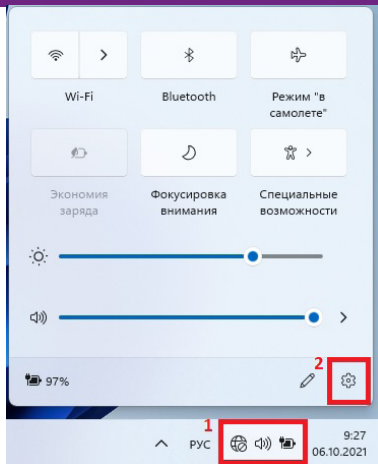 Wi-Fi
Bluetooth
Режим "в
самолете"
Экономия
заряда
Фокусировка
внимания
Специальные
возможности
97%
2
1
РУС
9:27
06.10.2021